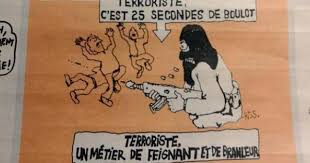 TERRORISTE,
C'EST 25 SECONDES DE BOULOT
TERRORISTE,
UN MÉTIER DE FEIGNANT ET DE BRANLEUR